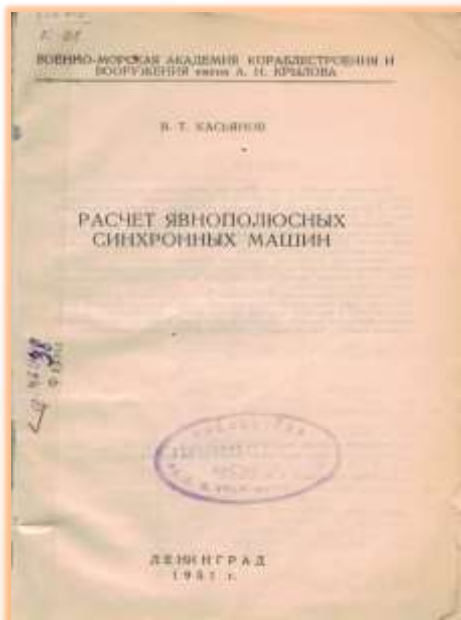 ВОЕННО-МОРСКАЯ АКАДЕМИЯ КОРАБЛЕСТРОЕНИЯ И
ВООРУЖЕНИЯ имени А. Н. КРЫЛОВА
В. Т. КАСЬЯНОВ
РАСЧЕТ ЯВНОПОЛЮСНЫХ
СИНХРОННЫХ МАШИН
ЛЕНИНГРАД
1951 г.